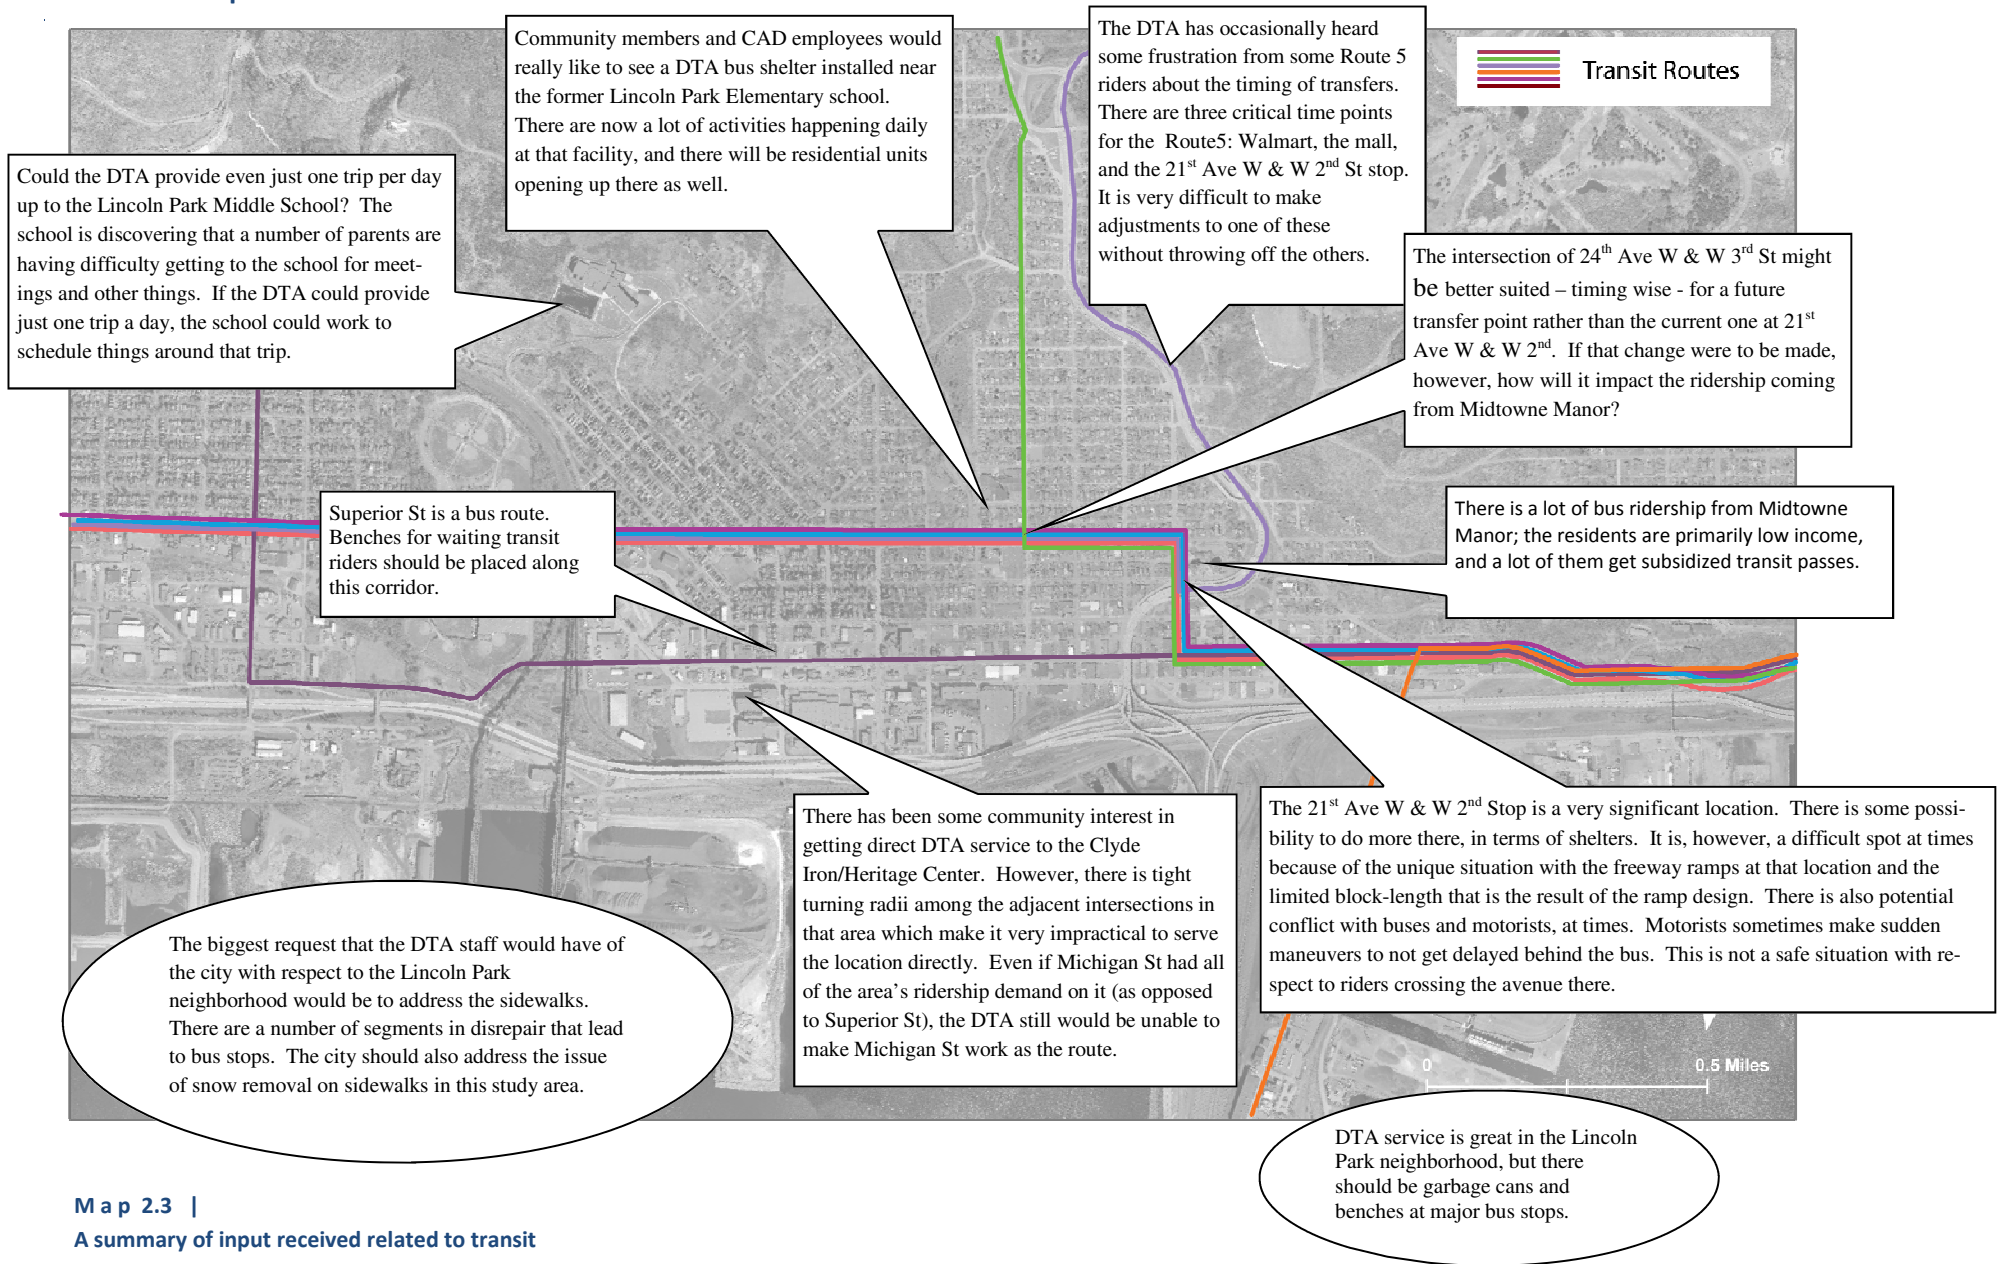 Community members and CAD employees would
really like to see a DTA bus shelter installed near
the former Lincoln Park Elementary school.
There are now a lot of activities happening daily
at that facility, and there will be residential units
opening up there as well.
The DTA has occasionally heard
some frustration from some Route 5
riders about the timing of transfers.
There are three critical time points
for the  Route5: Walmart, the mall,
and the 21st Ave W & W 2nd St stop.
It is very difficult to make
adjustments to one of these
without throwing off the others.
Transit Routes
Could the DTA provide even just one trip per day
up to the Lincoln Park Middle School?  The
school is discovering that a number of parents are
having difficulty getting to the school for meet-
ings and other things.  If the DTA could provide
just one trip a day, the school could work to
schedule things around that trip.
The intersection of 24th Ave W & W 3rd St might
be better suited – timing wise - for a future
transfer point rather than the current one at 21st
Ave W & W 2nd.  If that change were to be made,
however, how will it impact the ridership coming
from Midtowne Manor?
Superior St is a bus route.
Benches for waiting transit
riders should be placed along
this corridor.
There is a lot of bus ridership from Midtowne
Manor; the residents are primarily low income,
and a lot of them get subsidized transit passes.
There has been some community interest in
getting direct DTA service to the Clyde
Iron/Heritage Center.  However, there is tight
turning radii among the adjacent intersections in
that area which make it very impractical to serve
the location directly.  Even if Michigan St had all
of the area's ridership demand on it (as opposed
to Superior St), the DTA still would be unable to
make Michigan St work as the route.
The 21st Ave W & W 2nd Stop is a very significant location.  There is some possi-
bility to do more there, in terms of shelters.  It is, however, a difficult spot at times
because of the unique situation with the freeway ramps at that location and the
limited block-length that is the result of the ramp design.  There is also potential
conflict with buses and motorists, at times.  Motorists sometimes make sudden
maneuvers to not get delayed behind the bus.  This is not a safe situation with re-
spect to riders crossing the avenue there.
The biggest request that the DTA staff would have of
the city with respect to the Lincoln Park
neighborhood would be to address the sidewalks.
There are a number of segments in disrepair that lead
to bus stops.  The city should also address the issue
of snow removal on sidewalks in this study area.
0 0.5 Miles
DTA service is great in the Lincoln
Park neighborhood, but there
should be garbage cans and
benches at major bus stops.
Map 2.3 |
A summary of input received related to transit